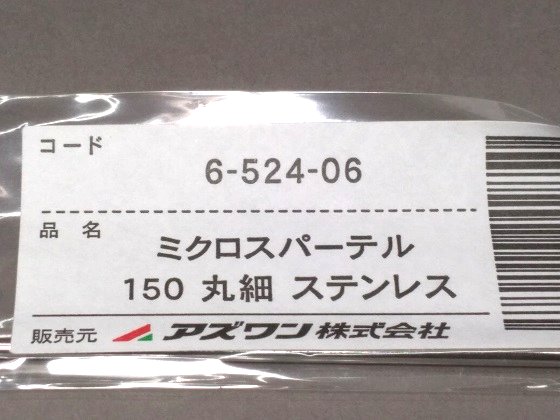 コード
6-524-06
品 名
ミクロスパーテル
150 丸細 ステンレス
販売元 アズワン株式会社